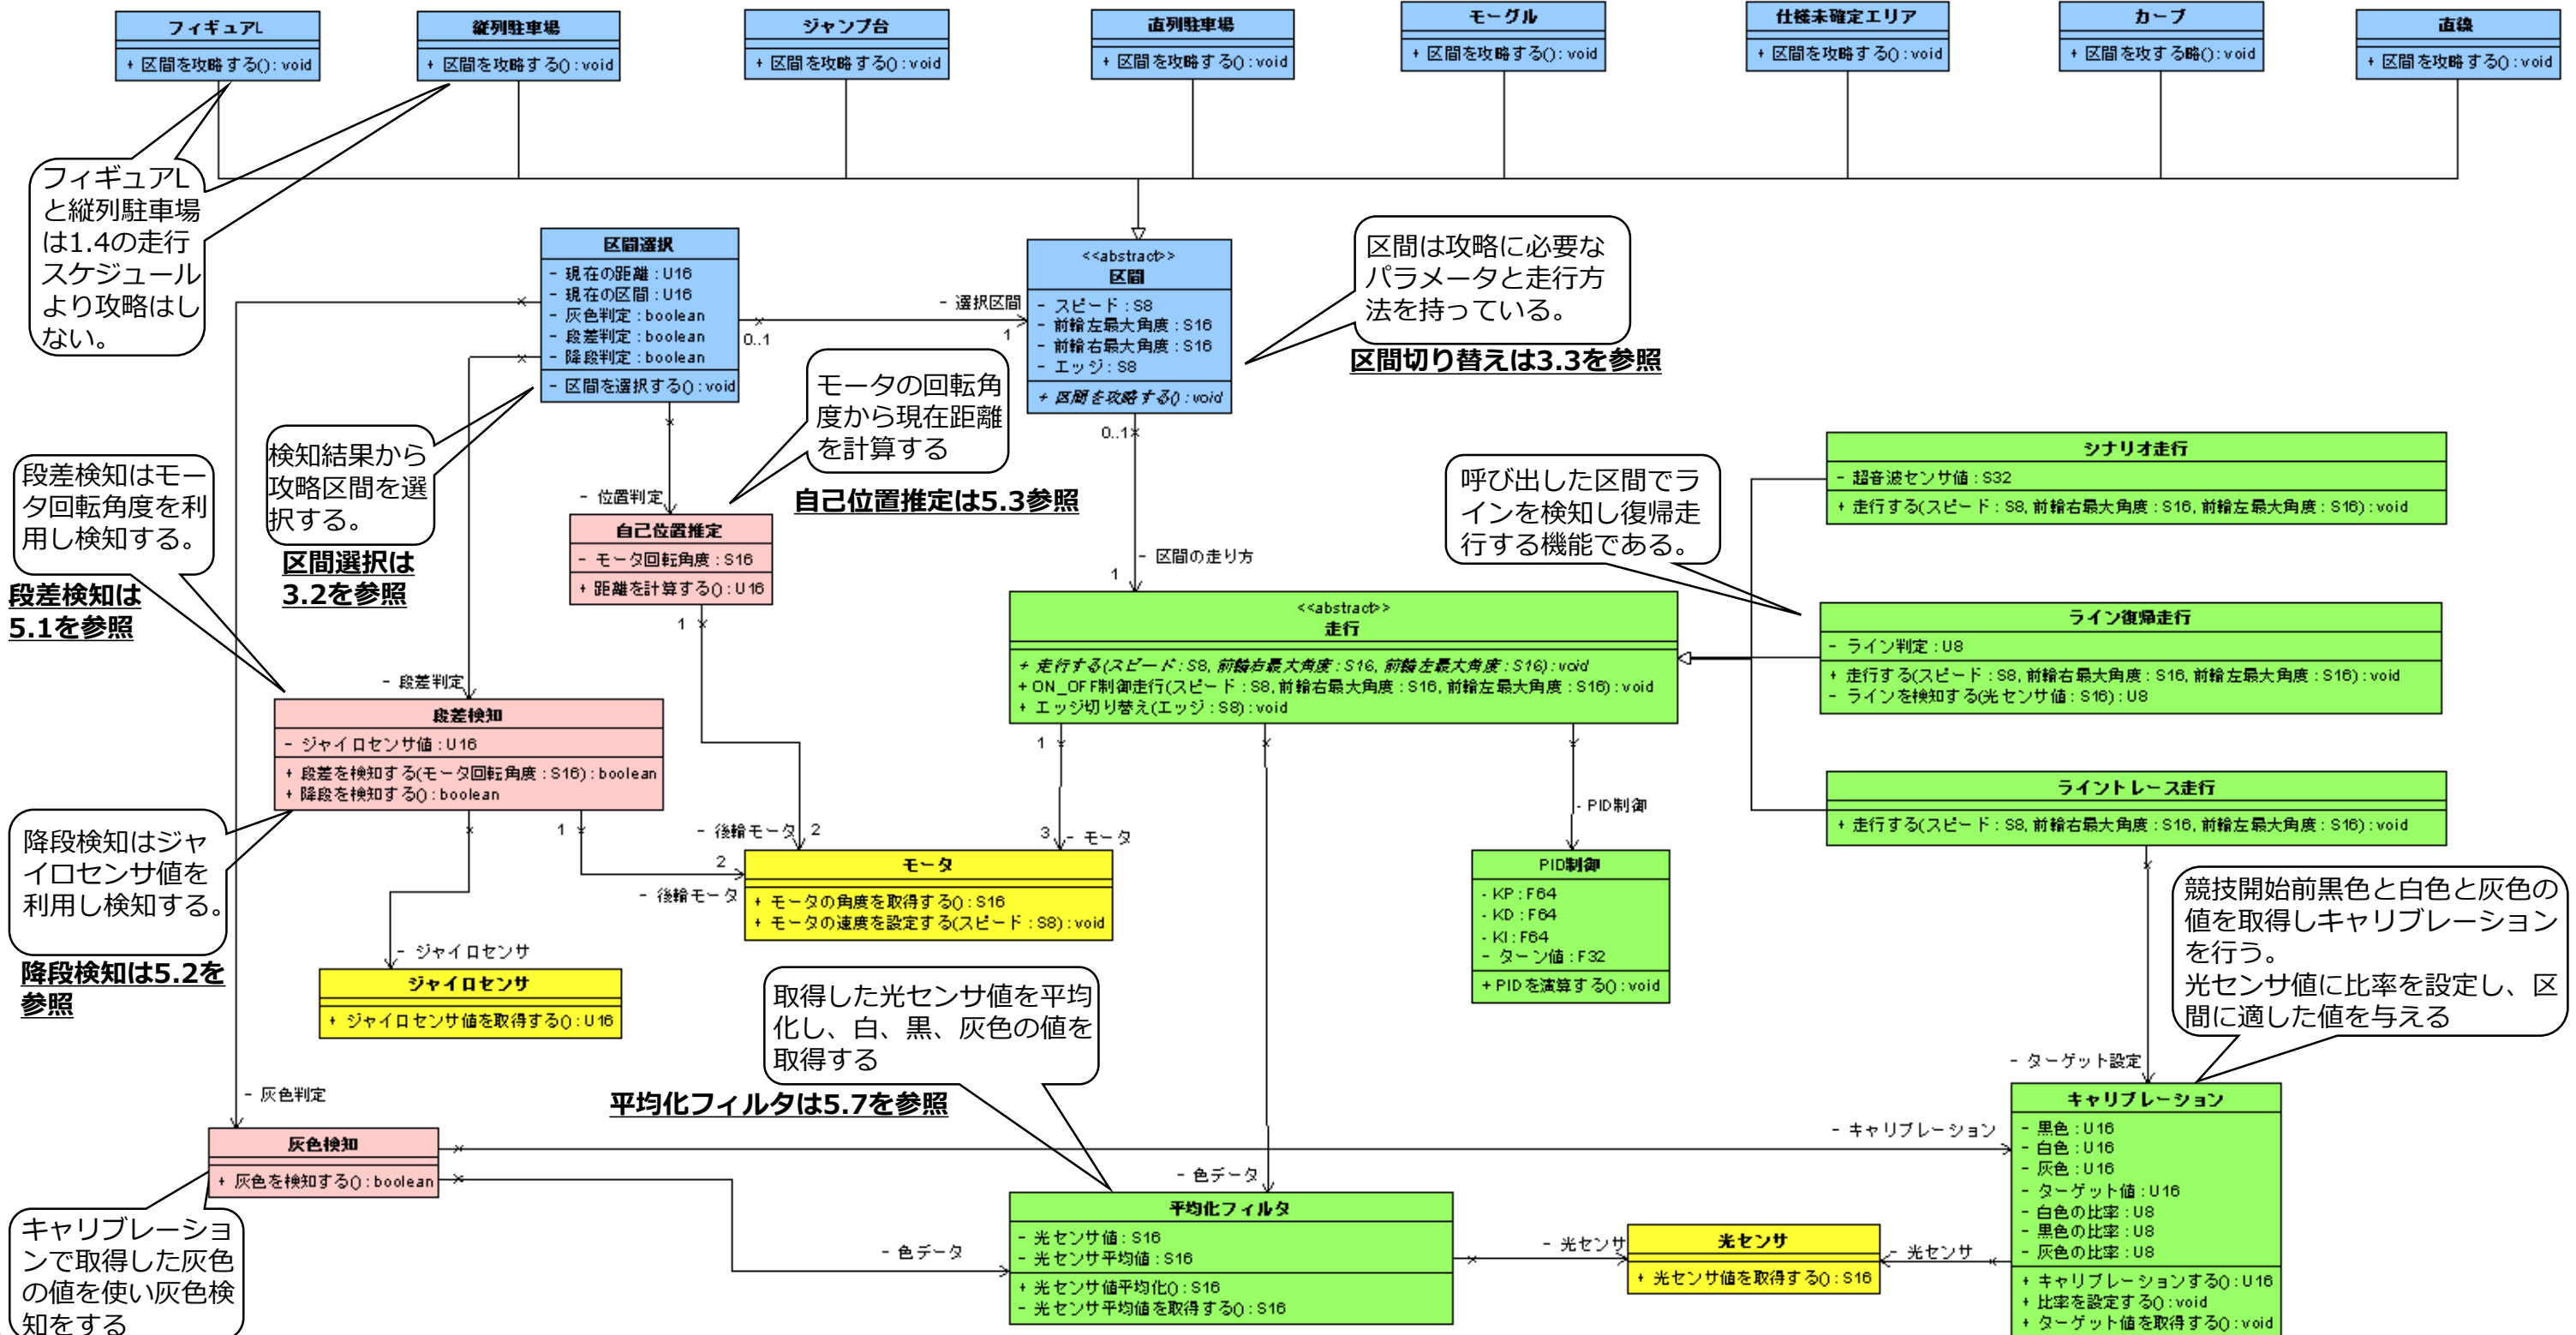 フィギュアL
+ 区間を攻略する():void
縦列駐車場
+ 区間を攻略する():void
ジャンプ台
+ 区間を攻略する():void
直列駐車場
+ 区間を攻略する():void
モーグル
+ 区間を攻略する():void
仕様未確定エリア
+ 区間を攻略する():void
カーブ
+ 区間を攻する略():void
直線
+ 区間を攻略する():void
フィギュアL
と縦列駐車場
は1.4の走行
スケジュール
より攻略はし
ない。
区間選択
- 現在の距離:U16
- 現在の区間:U16
- 灰色判定:boolean
- 段差判定:boolean
- 降段判定:boolean
- 区間を選択する():void
- 選択区間
0..1
1
<<abstract>>
区間
- スピード:S8
- 前輪左最大角度:S16
- 前輪右最大角度:S16
- エッジ:S8
+ 区間を攻略する():void
区間は攻略に必要な
パラメータと走行方
法を持っている。
区間切り替えは3.3を参照
モータの回転角
度から現在距離
を計算する
自己位置推定は5.3参照
検知結果から
攻略区間を選
択する。
区間選択は
3.2を参照
段差検知はモー
タ回転角度を利
用し検知する。
段差検知は
5.1を参照
- 位置判定
自己位置推定
- モータ回転角度:S16
+ 距離を計算する():U16
1
0..1
- 区間の走り方
1
呼び出した区間でラ
インを検知し復帰走
行する機能である。
シナリオ走行
- 超音波センサ値:S32
+ 走行する(スピード:S8, 前輪右最大角度:S16, 前輪左最大角度:S16):void
<<abstract>>
走行
+ 走行する(スピード:S8, 前輪右最大角度:S16, 前輪左最大角度:S16):void
+ ON_OFF制御走行(スピード:S8, 前輪右最大角度:S16, 前輪左最大角度:S16):void
+ エッジ切り替え(エッジ:S8):void
ライン復帰走行
- ライン判定:U8
+ 走行する(スピード:S8, 前輪右最大角度:S16, 前輪左最大角度:S16):void
- ラインを検知する(光センサ値:S16):U8
- 段差判定
段差検知
- ジャイロセンサ値:U16
+ 段差を検知する(モータ回転角度:S16):boolean
+ 降段を検知する():boolean
ライントレース走行
+ 走行する(スピード:S8, 前輪右最大角度:S16, 前輪左最大角度:S16):void
降段検知はジャ
イロセンサ値を
利用し検知する。
降段検知は5.2を
参照
1
- 後輪モータ
2
2
- 後輪モータ
1
3
- モータ
モータ
+ モータの角度を取得する():S16
+ モータの速度を設定する(スピード:S8):void
- PID制御
PID制御
- KP:F64
- KD:F64
- KI:F64
- ターン値:F32
+ PIDを演算する():void
- ジャイロセンサ
ジャイロセンサ
+ ジャイロセンサ値を取得する():U16
取得した光センサ値を平均
化し、白、黒、灰色の値を
取得する
平均化フィルタは5.7を参照
競技開始前黒色と白色と灰色の
値を取得しキャリブレーション
を行う。
光センサ値に比率を設定し、区
間に適した値を与える
- ターゲット設定
キャリブレーション
- 黒色:U16
- 白色:U16
- 灰色:U16
- ターゲット値:U16
- 白色の比率:U8
- 黒色の比率:U8
- 灰色の比率:U8
+ キャリブレーションする():U16
+ 比率を設定する():void
+ ターゲット値を取得する():void
- 灰色判定
灰色検知
+ 灰色を検知する():boolean
- キャリブレーション
- 色データ
- 色データ
キャリブレーショ
ンで取得した灰色
の値を使い灰色検
知をする
平均化フィルタ
- 光センサ値:S16
- 光センサ平均値:S16
+ 光センサ値平均化():S16
- 光センサ平均値を取得する():S16
- 光センサ
光センサ
+ 光センサ値を取得する():S16
- 光センサ